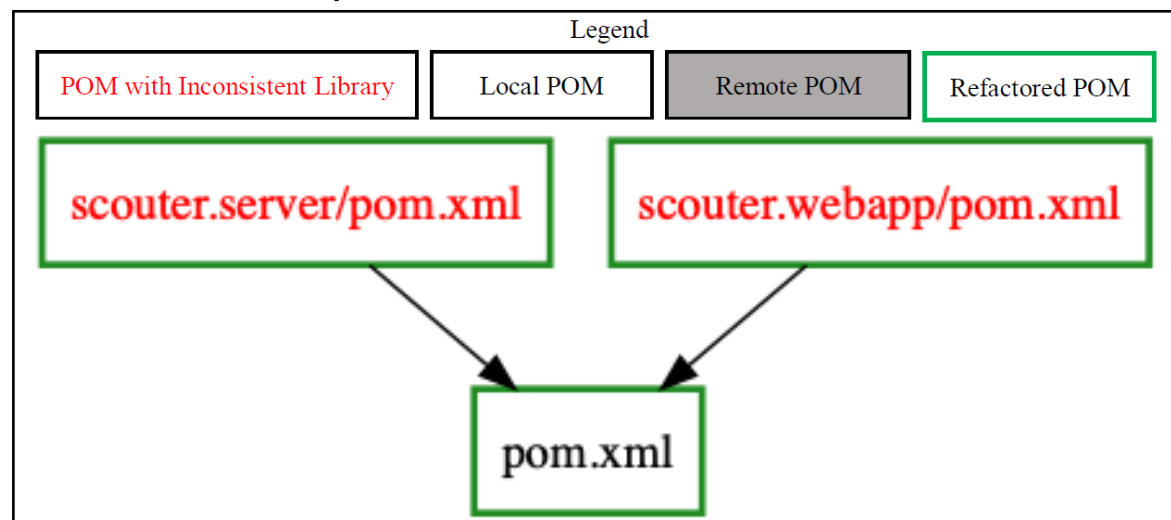 Legend
POM with Inconsistent Library
Local POM
Remote POM
Refactored POM
scouter.server/pom.xml
scouter.webapp/pom.xml
pom.xml